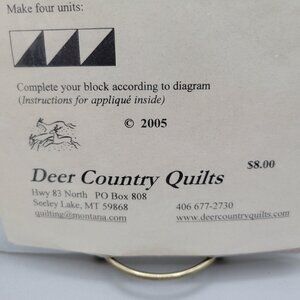 Make four units:
Complete your block according to diagram
(Instructions for appliqué inside)
© 2005
Deer Country Quilts
$8.00
Hwy 83 North PO Box 808
Seeley Lake, MT 59868
406 677-2730
quilting@montana.com
www.deercountryquilts.com